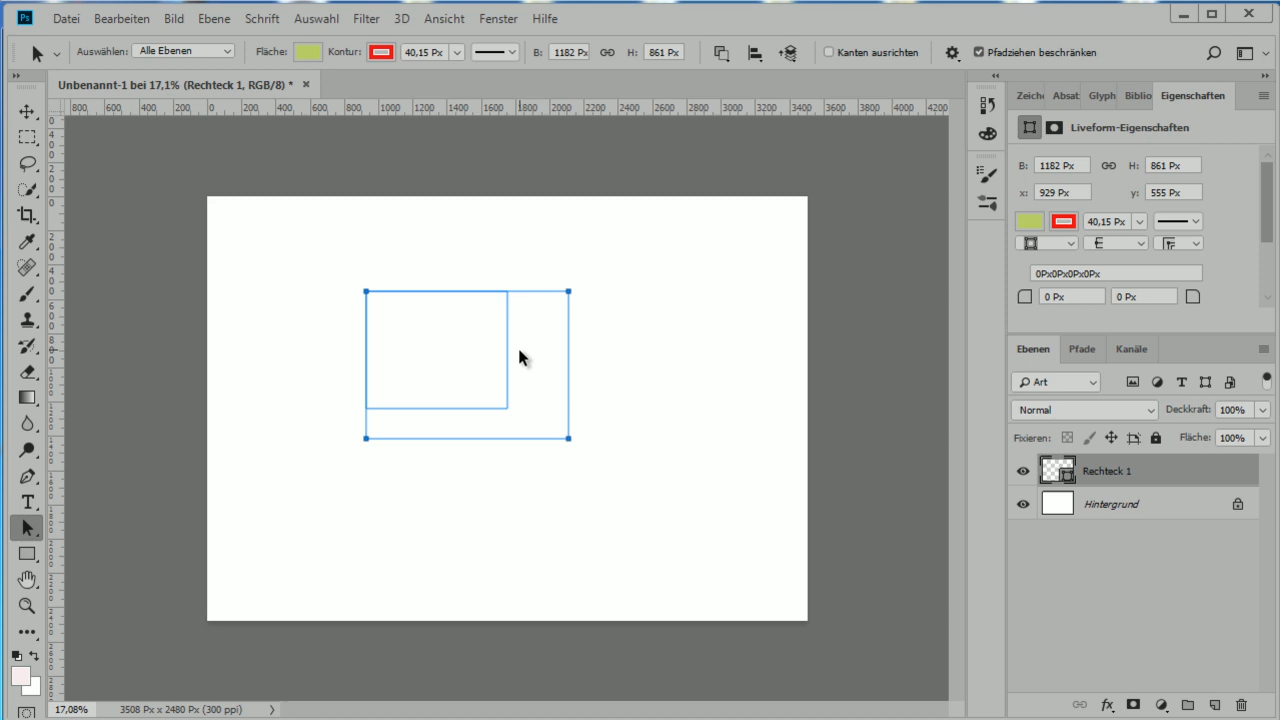 Ps Datei Bearbeiten Bild Ebene Schrift Auswahl Filter 3D Ansicht Fenster Hilfe
Auswählen: Alle Ebenen Fläche: Kontur: 40,15 Px B: 1182 Px H: 861 Px Kanten ausrichten Pfadziehen beschränken
Unbenannt-1 bei 17,1% (Rechteck 1, RGB/8) * ×
800 600 400 200 0 200 400 600 800 1000 1200 1400 1600 1800 2000 2200 2400 2600 2800 3000 3200 3400 3600 3800 4000 4200
Zeiche Absat Glyph Biblio Eigenschaften
Liveform-Eigenschaften
B: 1182 Px H: 861 Px
x: 929 Px y: 555 Px
40,15 Px
0Px0Px0Px0Px
0 Px 0 Px
Ebenen Pfade Kanäle
Art
Normal Deckkraft: 100%
Fixieren: Fläche: 100%
Rechteck 1
Hintergrund
17,08% 3508 Px x 2480 Px (300 ppi)